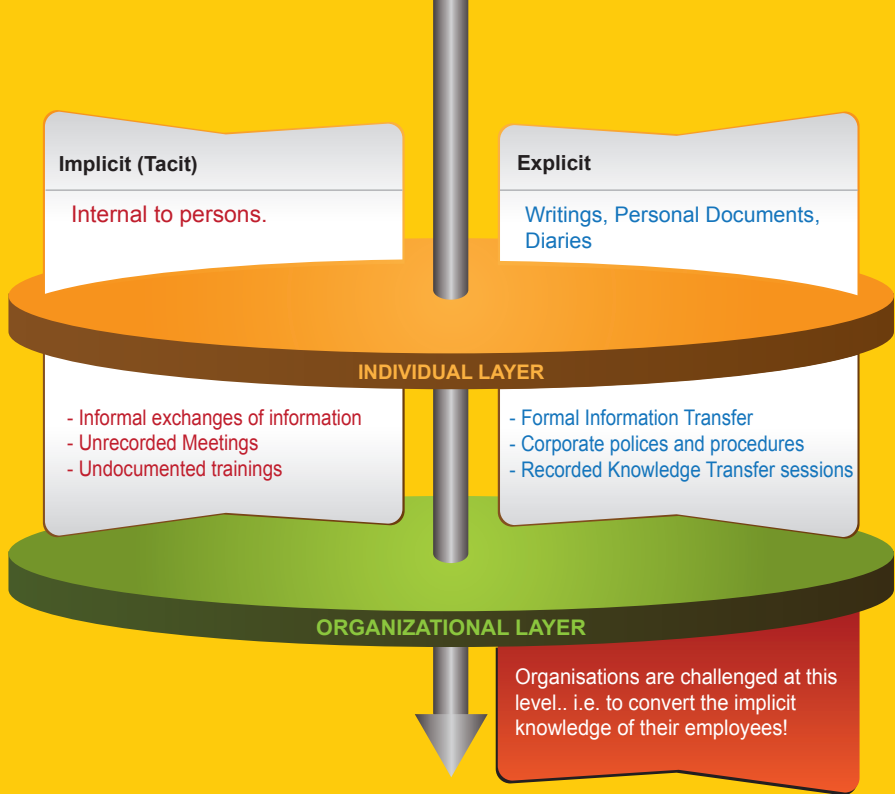 Implicit (Tacit)
Internal to persons.
Explicit
Writings, Personal Documents,
Diaries
INDIVIDUAL LAYER
- Informal exchanges of information
- Unrecorded Meetings
- Undocumented trainings
- Formal Information Transfer
- Corporate polices and procedures
- Recorded Knowledge Transfer sessions
ORGANIZATIONAL LAYER
Organisations are challenged at this
level.. i.e. to convert the implicit
knowledge of their employees!